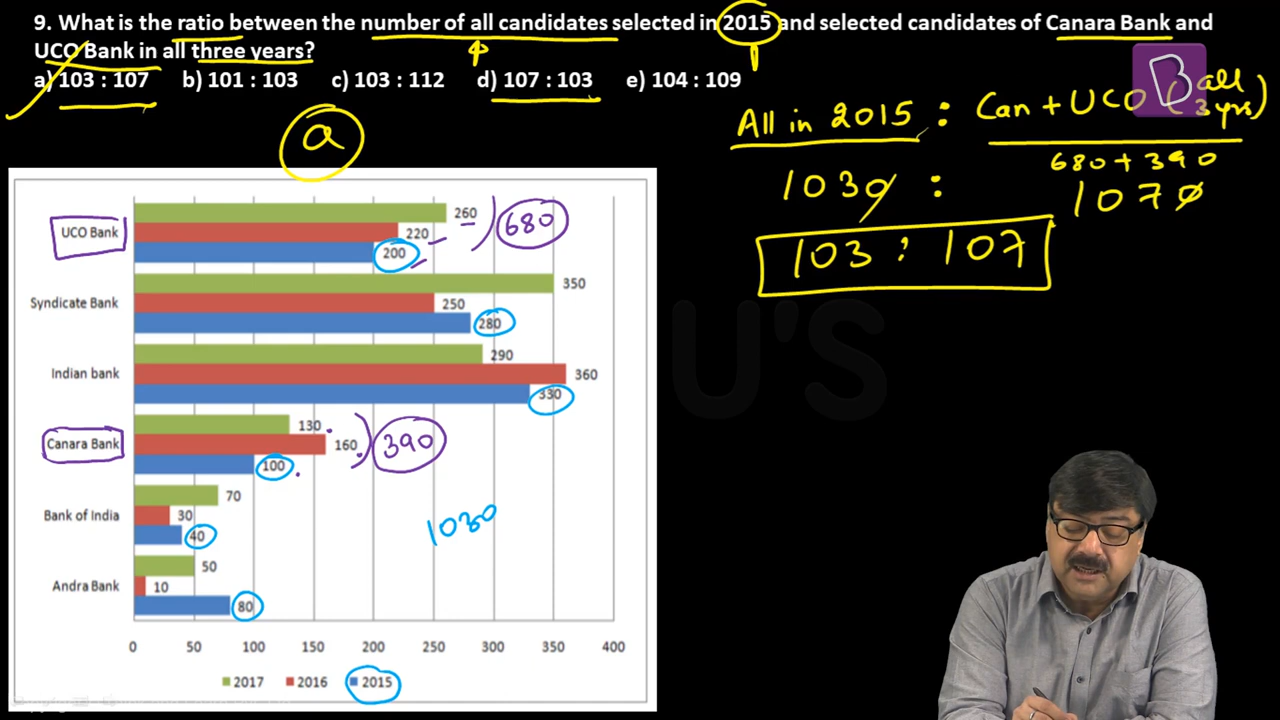 9. What is the ratio between the number of all candidates selected in 2015 and selected candidates of Canara Bank and
UCO Bank in all three years?
a) 103 : 107 b) 101 : 103 c) 103 : 112 d) 107 : 103 e) 104 : 109
a
All in 2015 : Can + UCO (all 3 yrs)
680 + 390
1030 : 1070
103 : 107
B
UCO Bank
260
220
200
680
Syndicate Bank
350
250
280
Indian bank
290
360
330
Canara Bank
130
160
100
390
Bank of India
70
30
40
1030
Andra Bank
50
10
80
0 50 100 150 200 250 300 350 400
2017 2016 2015
U'S